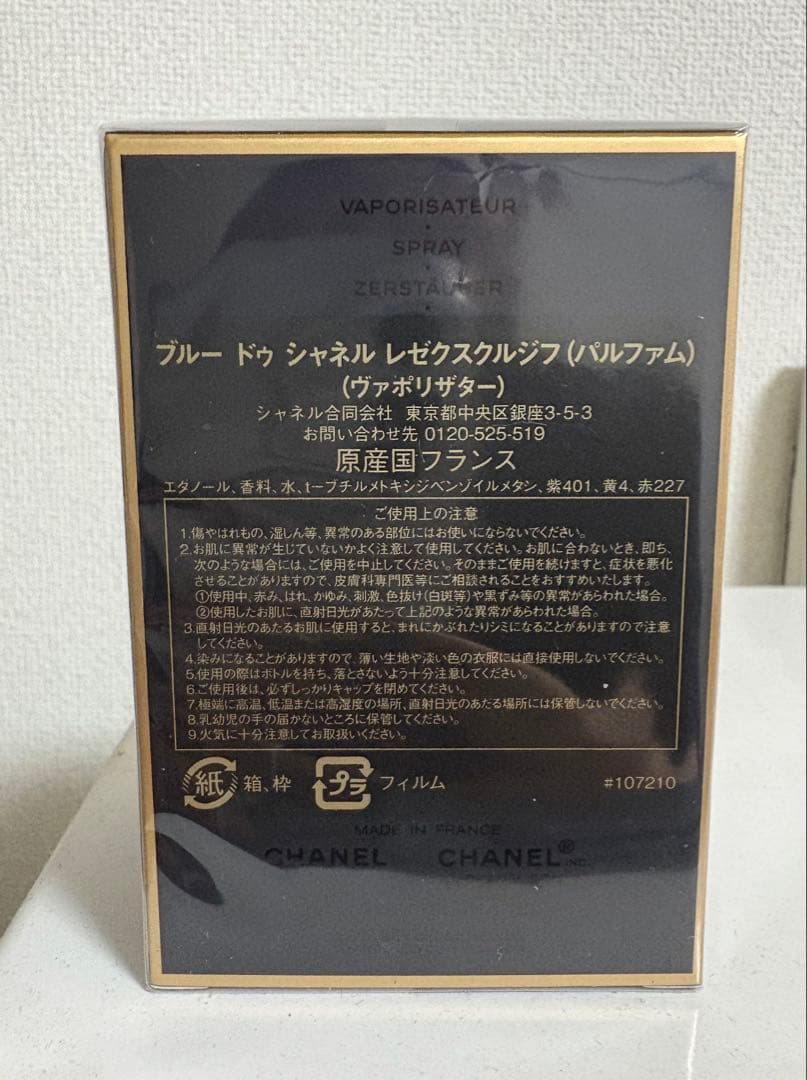 VAPORISATEUR
SPRAY
ZERSTÄUBER
ブルー ドゥ シャネル レゼクスクルジフ(パルファム)
(ヴァポリザター)
シャネル合同会社 東京都中央区銀座3-5-3
お問い合わせ先 0120-525-519
原産国フランス
エタノール、香料、水、t-ブチルメトキシジベンゾイルメタン、紫401、黄4、赤227
ご使用上の注意
1.傷やはれもの、湿しん等、異常のある部位にはお使いにならないでください。
2.お肌に異常が生じていないかよく注意して使用してください。お肌に合わないとき、即ち、
次のような場合には、ご使用を中止してください。そのままご使用を続けますと、症状を悪化
させることがありますので、皮膚科専門医等にご相談されることをおすすめいたします。
①使用中、赤み、はれ、かゆみ、刺激、色抜け(白斑等)や黒ずみ等の異常があらわれた場合。
②使用したお肌に、直射日光があたって上記のような異常があらわれた場合。
3.直射日光のあたるお肌に使用すると、まれにかぶれたりシミになることがありますので注意
してください。
4.染みになることがありますので、薄い生地や淡い色の衣服には直接使用しないでください。
5.使用の際はボトルを持ち、落とさないよう十分注意してください。
6.ご使用後は、必ずしっかりキャップを閉めてください。
7.極端に高温、低温または高湿度の場所、直射日光のあたる場所には保管しないでください。
8.乳幼児の手の届かないところに保管してください。
9.火気に十分注意してお取扱いください。
紙 箱、枠 プラ フィルム #107210
MADE IN FRANCE
CHANEL CHANEL® INC.